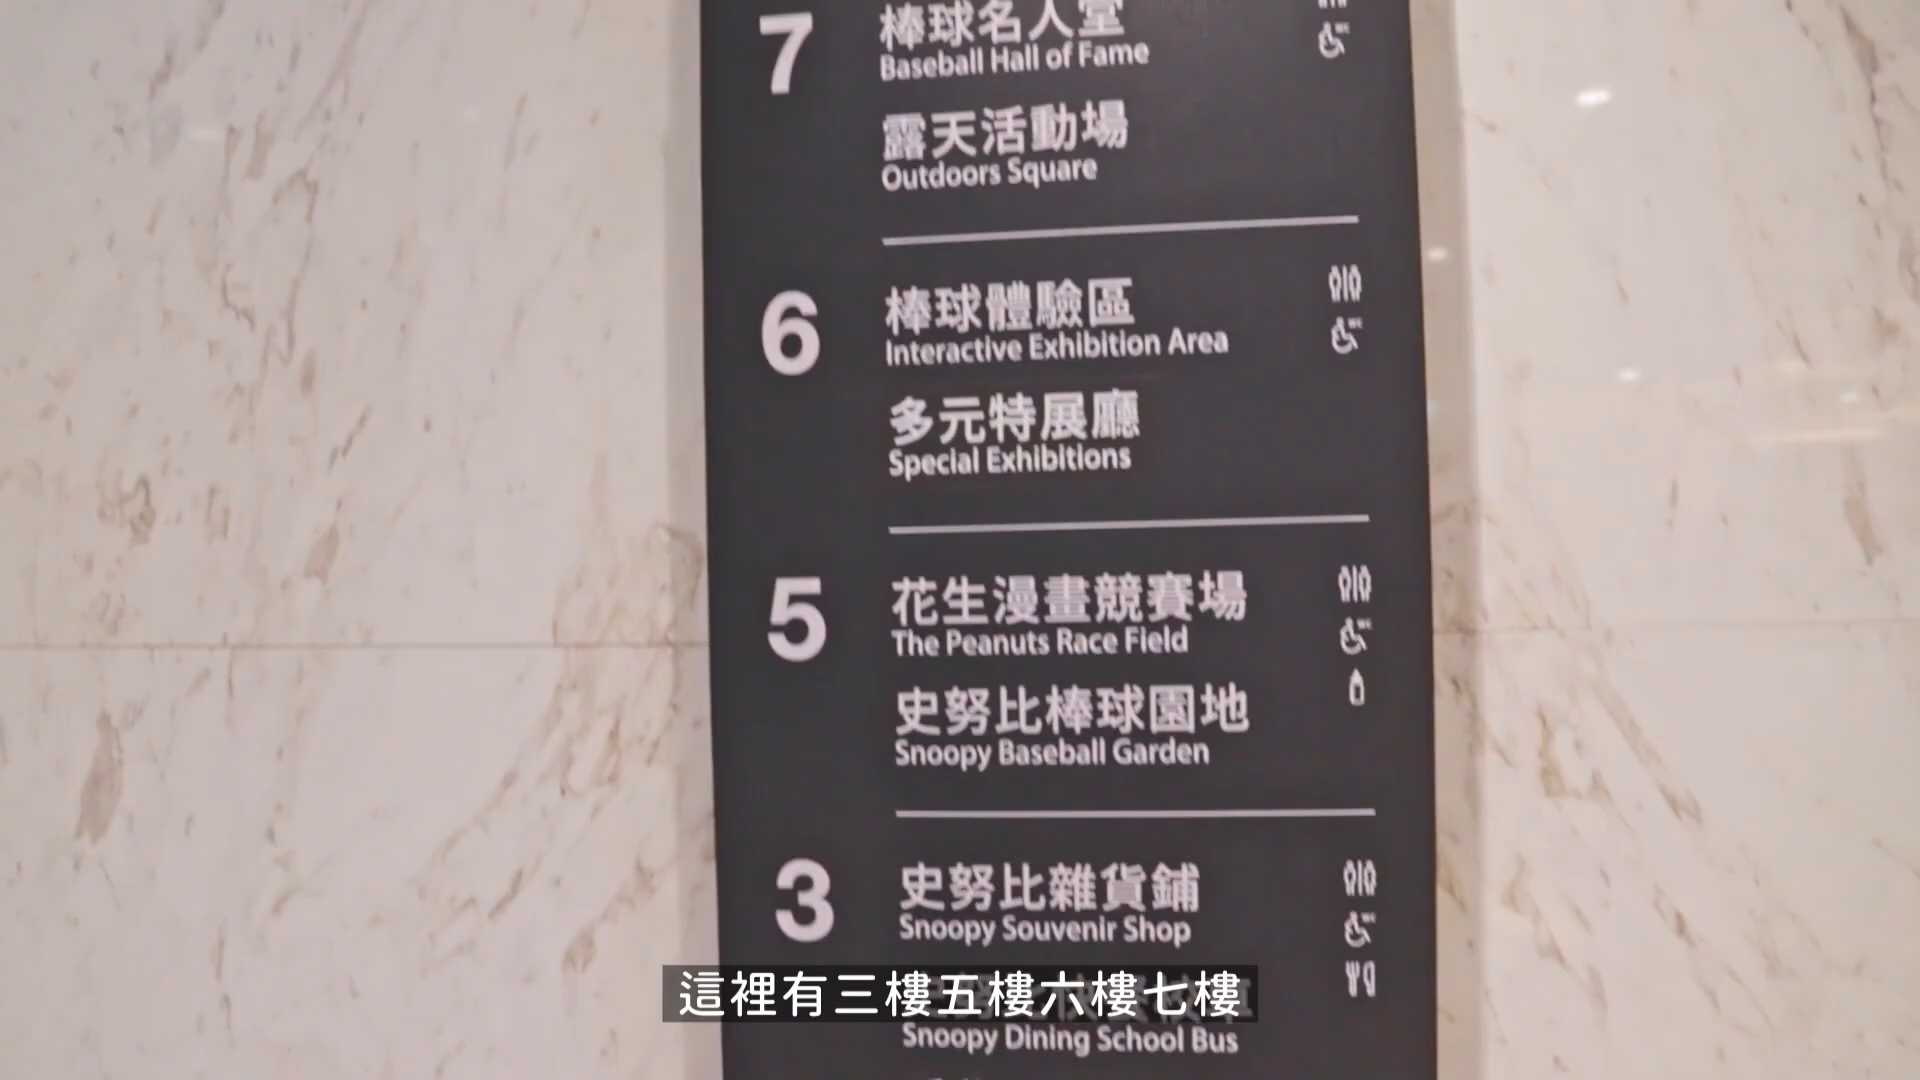 7
棒球名人堂
Baseball Hall of Fame
露天活動場
Outdoors Square
6
棒球體驗區
Interactive Exhibition Area
多元特展廳
Special Exhibitions
5
花生漫畫競賽場
The Peanuts Race Field
史努比棒球園地
Snoopy Baseball Garden
3
史努比雜貨鋪
Snoopy Souvenir Shop
這裡有三樓五樓六樓七樓
Snoopy Dining School Bus